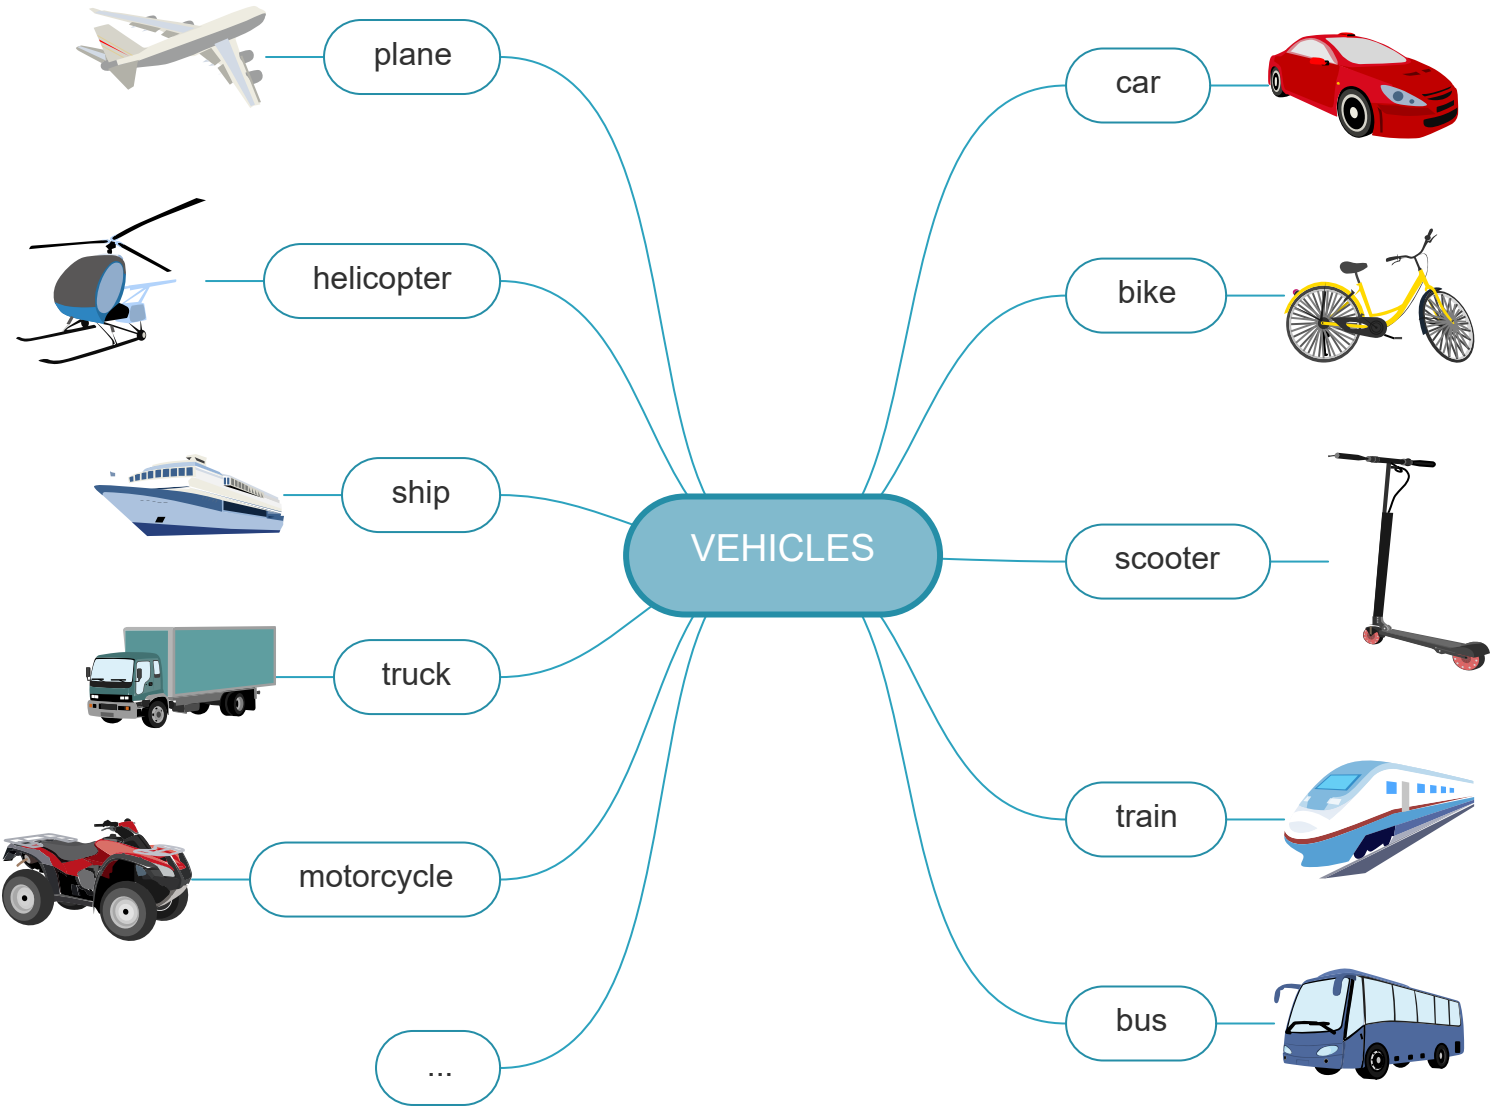 plane
helicopter
ship
truck
motorcycle
...
VEHICLES
car
bike
scooter
train
bus